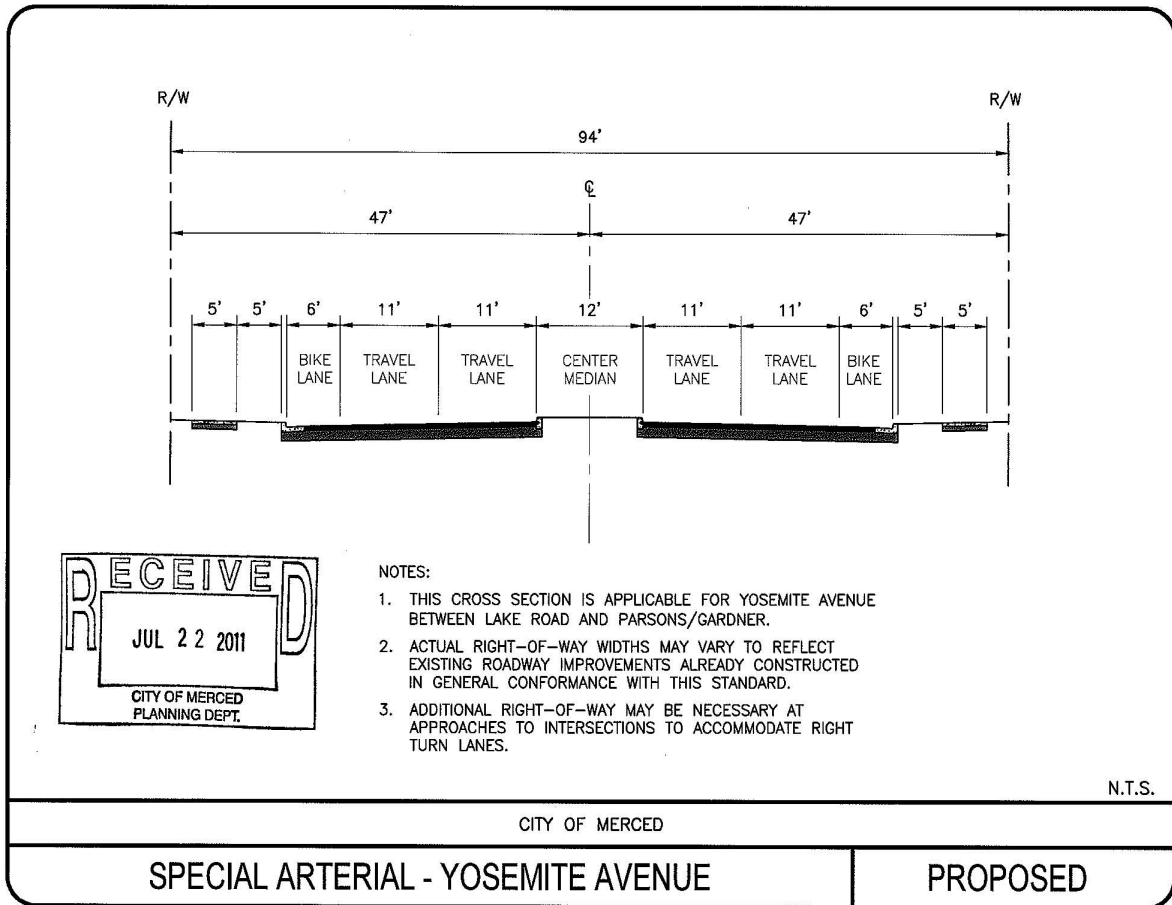 R/W R/W
94'
℄
47' 47'
5' 5' 6' 11' 11' 12' 11' 11' 6' 5' 5'
BIKE LANE
TRAVEL LANE
TRAVEL LANE
CENTER MEDIAN
TRAVEL LANE
TRAVEL LANE
BIKE LANE
RECEIVED
JUL 22 2011
CITY OF MERCED
PLANNING DEPT.
NOTES:
1. THIS CROSS SECTION IS APPLICABLE FOR YOSEMITE AVENUE
BETWEEN LAKE ROAD AND PARSONS/GARDNER.
2. ACTUAL RIGHT-OF-WAY WIDTHS MAY VARY TO REFLECT
EXISTING ROADWAY IMPROVEMENTS ALREADY CONSTRUCTED
IN GENERAL CONFORMANCE WITH THIS STANDARD.
3. ADDITIONAL RIGHT-OF-WAY MAY BE NECESSARY AT
APPROACHES TO INTERSECTIONS TO ACCOMMODATE RIGHT
TURN LANES.
N.T.S.
CITY OF MERCED
SPECIAL ARTERIAL - YOSEMITE AVENUE
PROPOSED